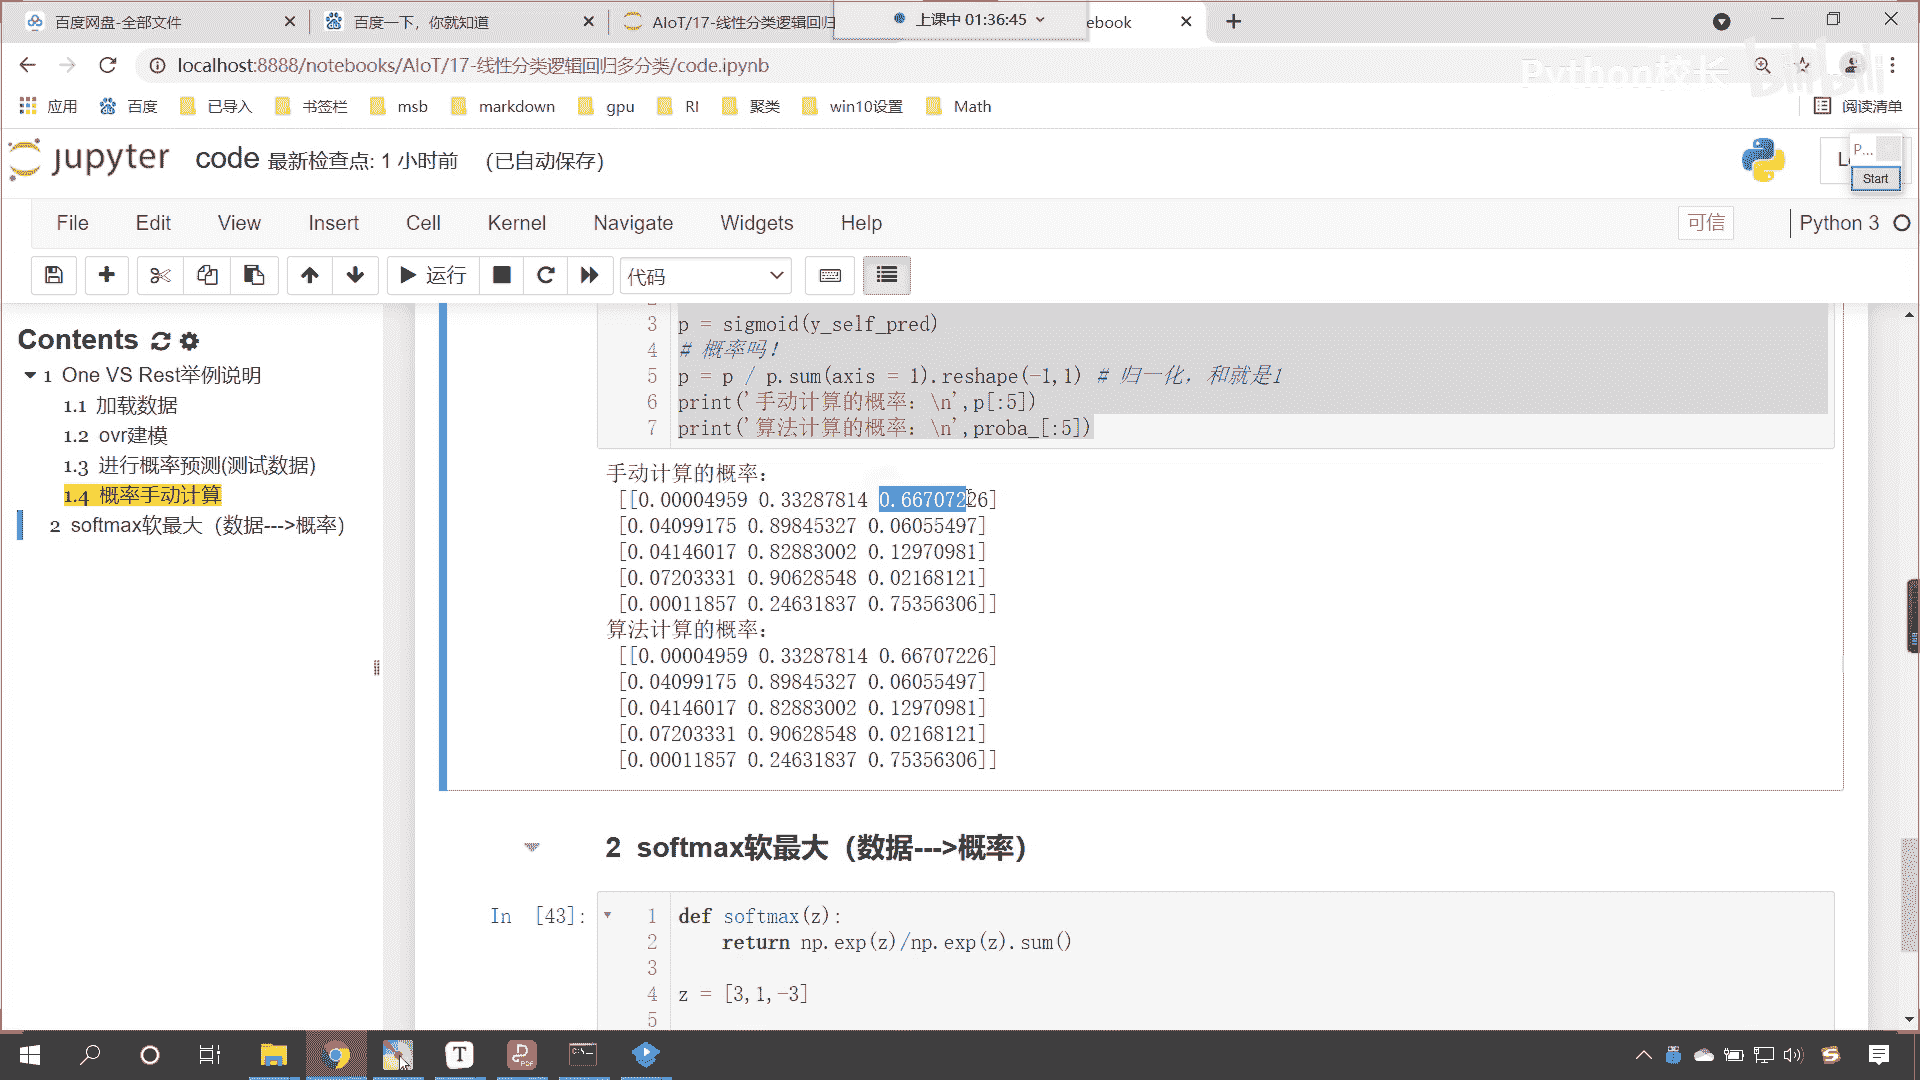 百度网盘-全部文件
百度一下，你就知道
AIoT/17-线性分类逻辑回归
上课中 01:36:45
ebook
localhost:8888/notebooks/AIoT/17-线性分类逻辑回归多分类/code.ipynb
Python校长
bilibili
应用 百度 已导入 书签栏 msb markdown gpu RI 聚类 win10设置 Math
阅读清单
jupyter code 最新检查点: 1 小时前 (已自动保存)
P...
Start
File Edit View Insert Cell Kernel Navigate Widgets Help
可信
Python 3
运行
代码
Contents
1 One VS Rest举例说明
1.1 加载数据
1.2 ovr建模
1.3 进行概率预测(测试数据)
1.4 概率手动计算
2 softmax软最大（数据--->概率）
3 p = sigmoid(y_self_pred)
4 # 概率吗！
5 p = p / p.sum(axis = 1).reshape(-1,1) # 归一化，和就是1
6 print('手动计算的概率：\n',p[:5])
7 print('算法计算的概率：\n',proba_[:5])
手动计算的概率：
[[0.00004959 0.33287814 0.66707226]
[0.04099175 0.89845327 0.06055497]
[0.04146017 0.82883002 0.12970981]
[0.07203331 0.90628548 0.02168121]
[0.00011857 0.24631837 0.75356306]]
算法计算的概率：
[[0.00004959 0.33287814 0.66707226]
[0.04099175 0.89845327 0.06055497]
[0.04146017 0.82883002 0.12970981]
[0.07203331 0.90628548 0.02168121]
[0.00011857 0.24631837 0.75356306]]
2 softmax软最大（数据--->概率）
In [43]:
1 def softmax(z):
2 return np.exp(z)/np.exp(z).sum()
3
4 z = [3,1,-3]
5